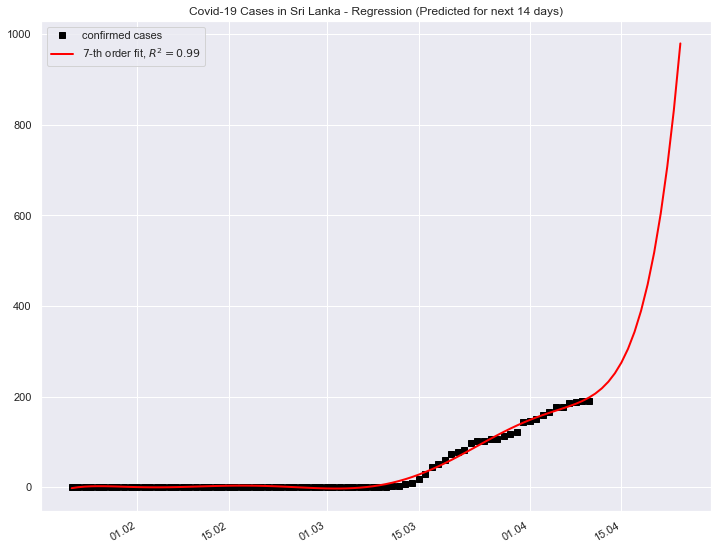 Covid-19 Cases in Sri Lanka - Regression (Predicted for next 14 days)
confirmed cases
7-th order fit, R² = 0.99
1000
800
600
400
200
0
01.02 15.02 01.03 15.03 01.04 15.04